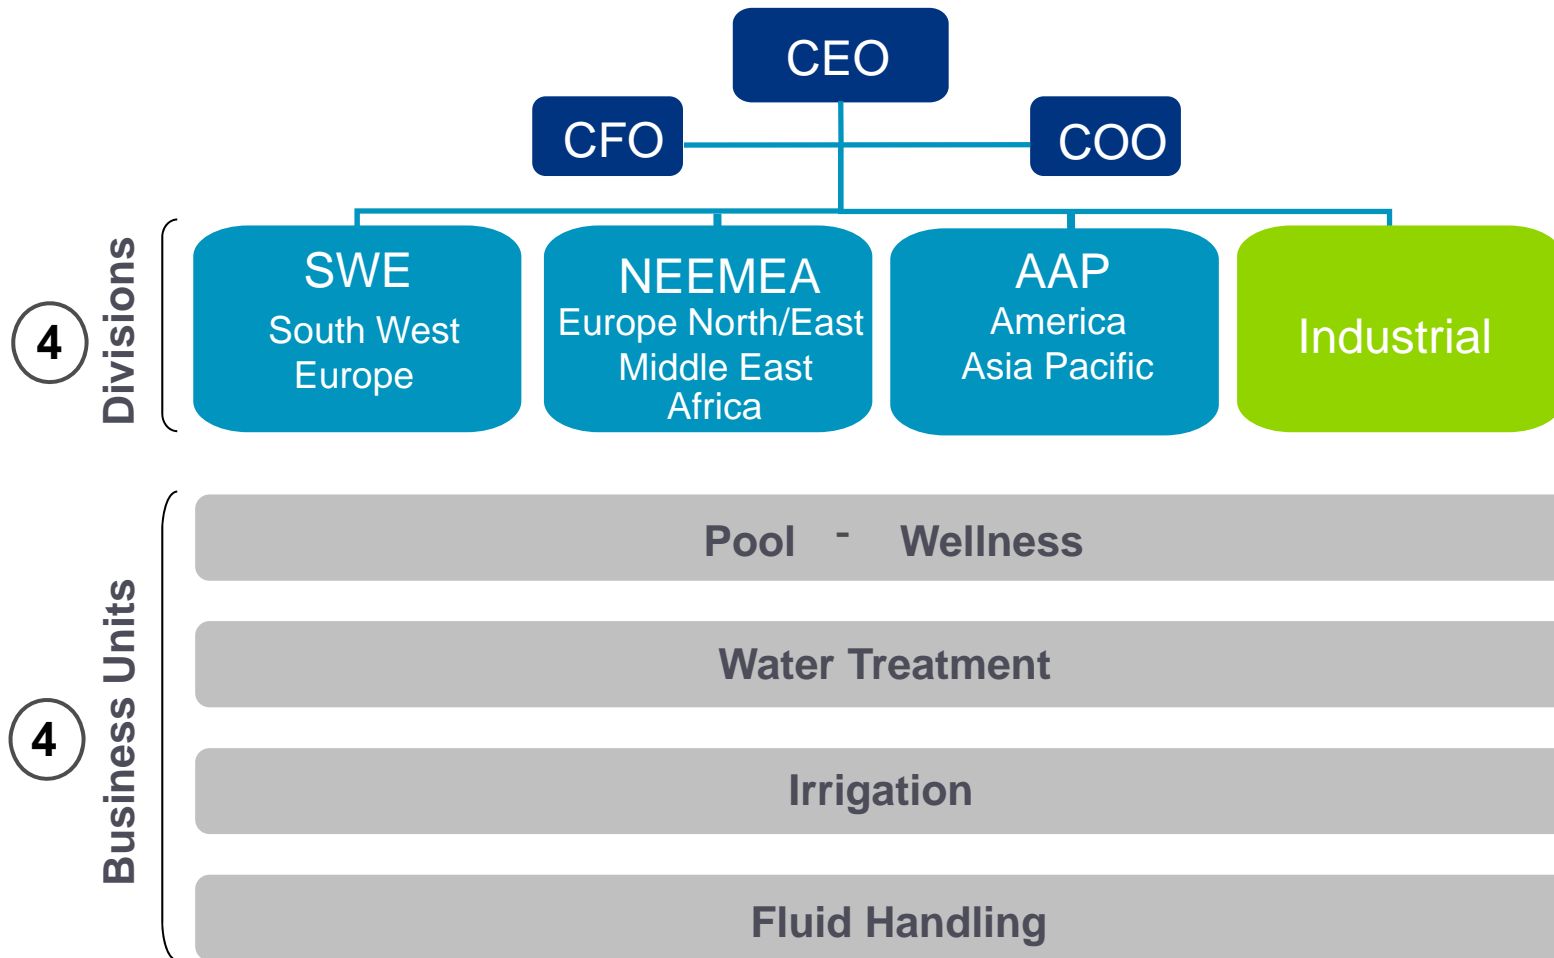 CEO
CFO
COO
4
Divisions
SWE
South West
Europe
NEEMEA
Europe North/East
Middle East
Africa
AAP
America
Asia Pacific
Industrial
4
Business Units
Pool - Wellness
Water Treatment
Irrigation
Fluid Handling